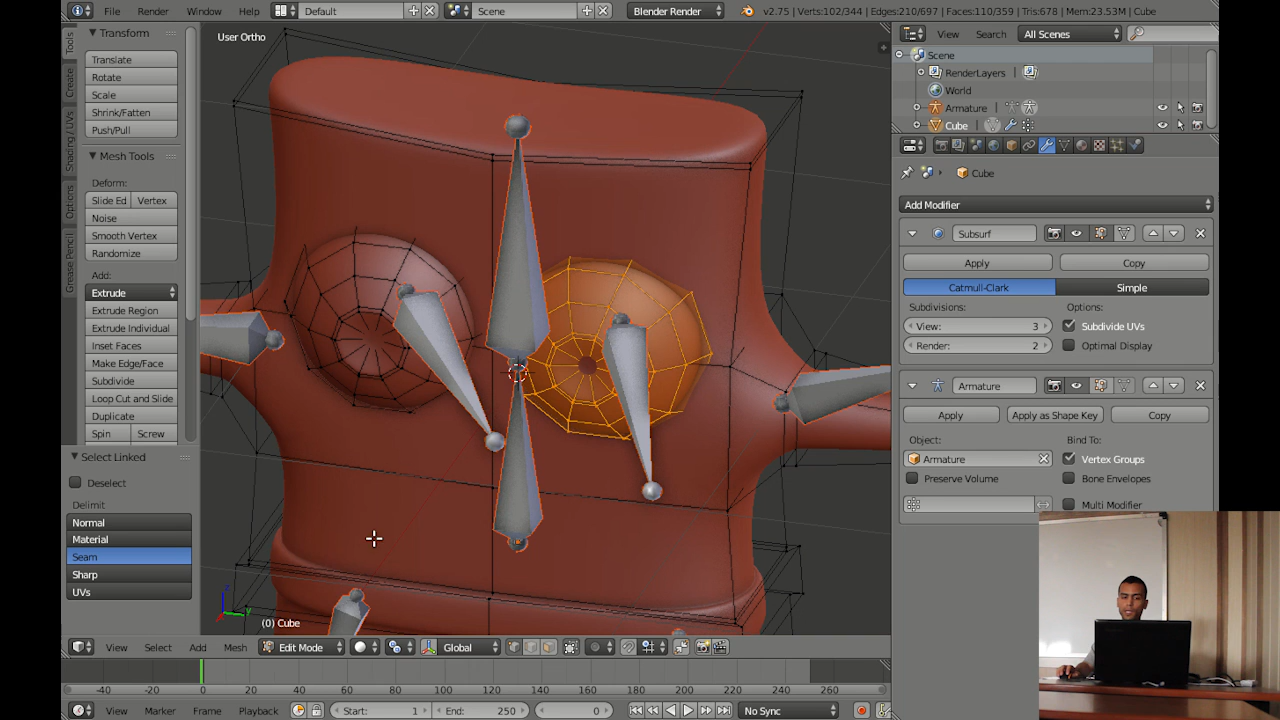 File Render Window Help Default Scene Blender Render v2.75 | Verts:102/344 | Edges:210/697 | Faces:110/359 | Tris:678 | Mem:23.53M | Cube
User Ortho
Tools
Create
Shading / UVs
Options
Grease Pencil
Transform
Translate
Rotate
Scale
Shrink/Fatten
Push/Pull
Mesh Tools
Deform:
Slide Ed Vertex
Noise
Smooth Vertex
Randomize
Add:
Extrude
Extrude Region
Extrude Individual
Inset Faces
Make Edge/Face
Subdivide
Loop Cut and Slide
Duplicate
Spin Screw
Select Linked
Deselect
Delimit
Normal
Material
Seam
Sharp
UVs
z
y
(0) Cube
View Select Add Mesh Edit Mode Global
-40 -20 0 20 40 60 80 100 120 140 160 180 200 220 240 260
View Marker Frame Playback Start: 1 End: 250 0 No Sync
View Search All Scenes
Scene
RenderLayers
World
Armature
Cube
Cube
Add Modifier
Subsurf
Apply Copy
Catmull-Clark Simple
Subdivisions: Options:
View: 3 Subdivide UVs
Render: 2 Optimal Display
Armature
Apply Apply as Shape Key Copy
Object: Bind To:
Armature Vertex Groups
Preserve Volume Bone Envelopes
Multi Modifier